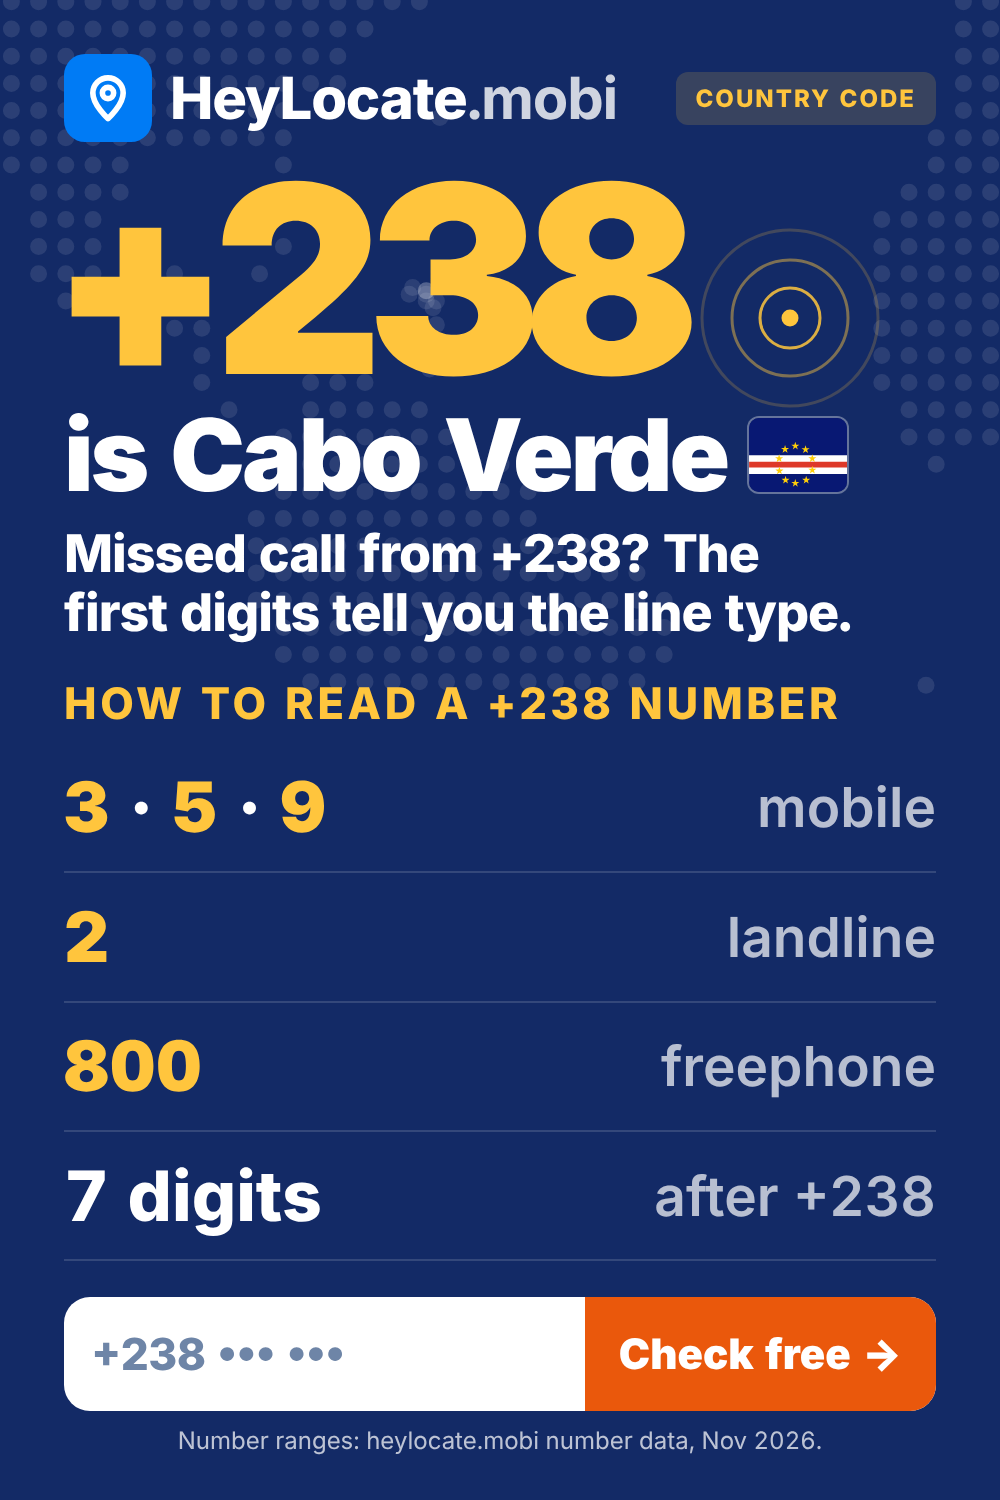 HeyLocate.mobi
COUNTRY CODE
+238
is Cabo Verde
Missed call from +238? The
first digits tell you the line type.
HOW TO READ A +238 NUMBER
3 · 5 · 9 mobile
2 landline
800 freephone
7 digits after +238
+238 ••• ••• Check free →
Number ranges: heylocate.mobi number data, Nov 2026.